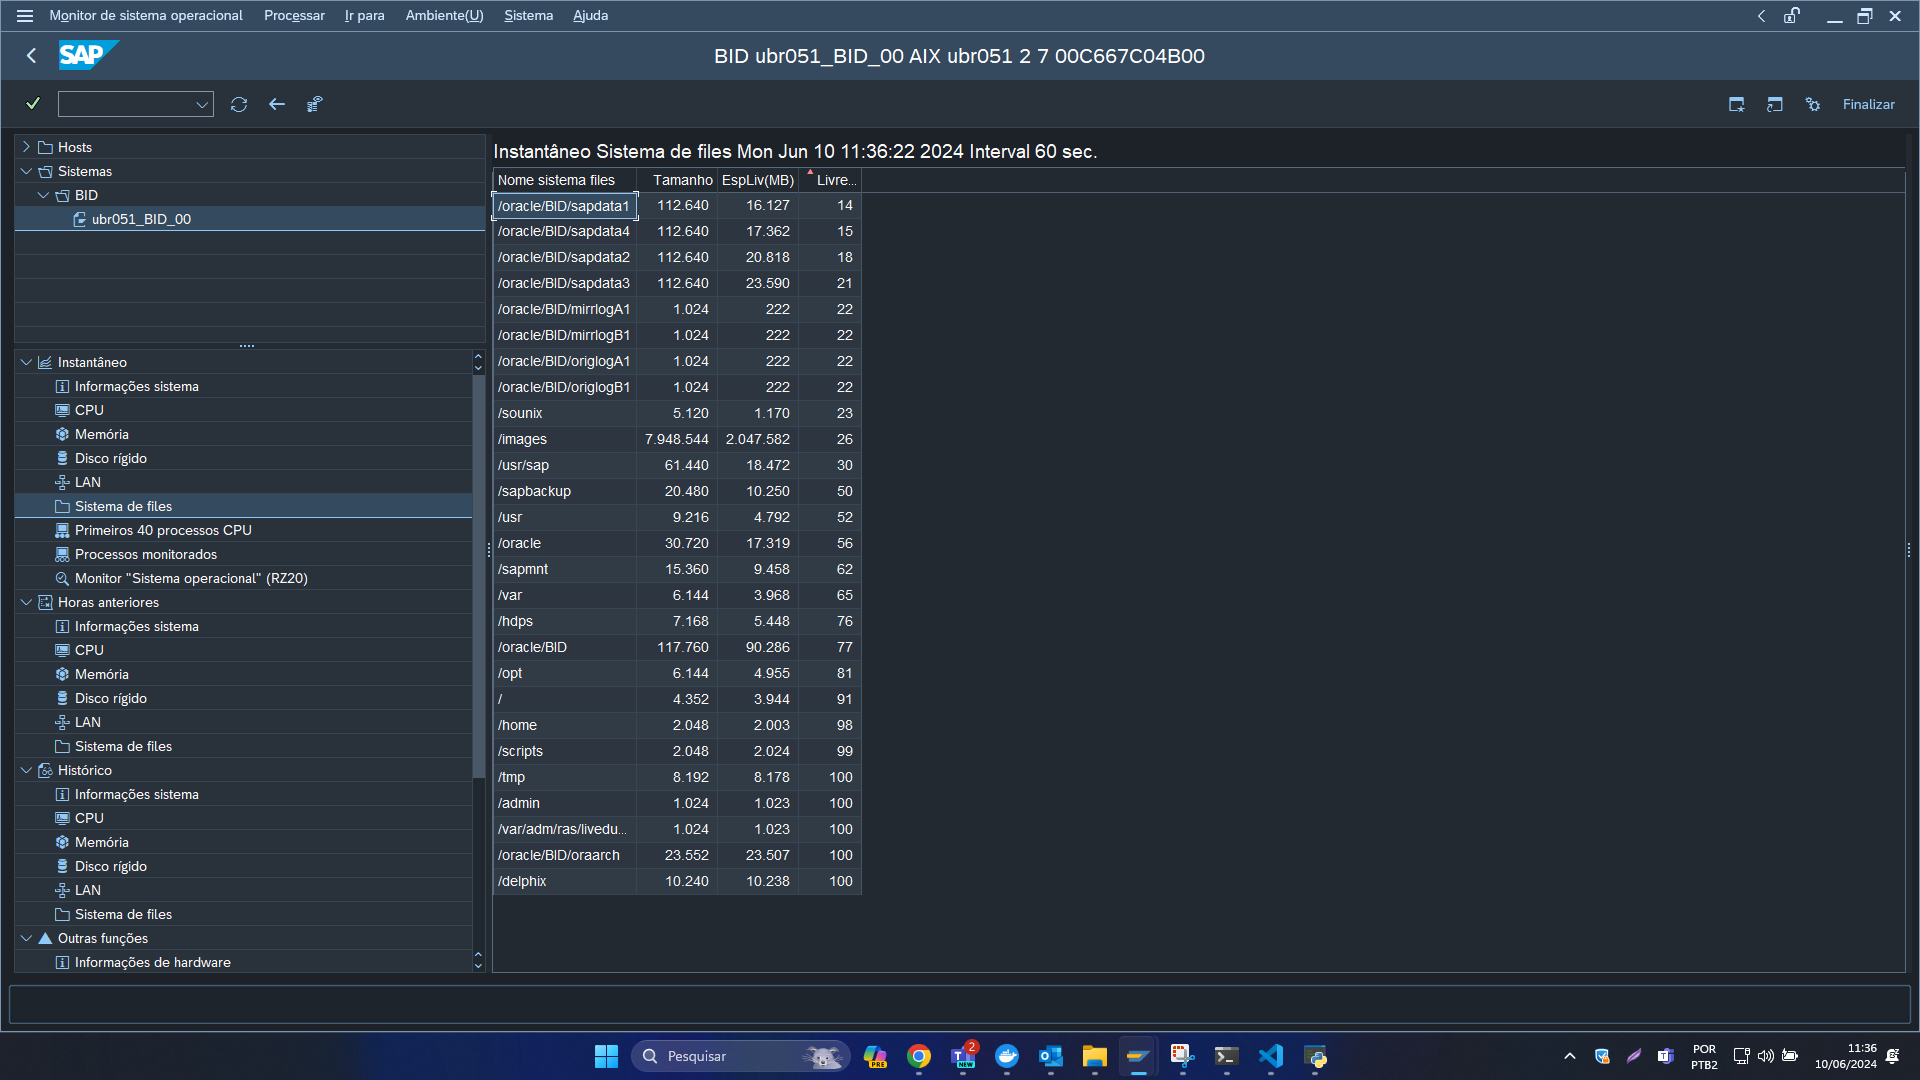 Monitor de sistema operacional Processar Ir para Ambiente(U) Sistema Ajuda
SAP BID ubr051_BID_00 AIX ubr051 2 7 00C667C04B00
Finalizar
Hosts
Sistemas
BID
ubr051_BID_00
Instantâneo
Informações sistema
CPU
Memória
Disco rígido
LAN
Sistema de files
Primeiros 40 processos CPU
Processos monitorados
Monitor "Sistema operacional" (RZ20)
Horas anteriores
Informações sistema
CPU
Memória
Disco rígido
LAN
Sistema de files
Histórico
Informações sistema
CPU
Memória
Disco rígido
LAN
Sistema de files
Outras funções
Informações de hardware
Instantâneo Sistema de files Mon Jun 10 11:36:22 2024 Interval 60 sec.
Nome sistema files Tamanho EspLiv(MB) Livre...
/oracle/BID/sapdata1 112.640 16.127 14
/oracle/BID/sapdata4 112.640 17.362 15
/oracle/BID/sapdata2 112.640 20.818 18
/oracle/BID/sapdata3 112.640 23.590 21
/oracle/BID/mirrlogA1 1.024 222 22
/oracle/BID/mirrlogB1 1.024 222 22
/oracle/BID/origlogA1 1.024 222 22
/oracle/BID/origlogB1 1.024 222 22
/sounix 5.120 1.170 23
/images 7.948.544 2.047.582 26
/usr/sap 61.440 18.472 30
/sapbackup 20.480 10.250 50
/usr 9.216 4.792 52
/oracle 30.720 17.319 56
/sapmnt 15.360 9.458 62
/var 6.144 3.968 65
/hdps 7.168 5.448 76
/oracle/BID 117.760 90.286 77
/opt 6.144 4.955 81
/ 4.352 3.944 91
/home 2.048 2.003 98
/scripts 2.048 2.024 99
/tmp 8.192 8.178 100
/admin 1.024 1.023 100
/var/adm/ras/livedu... 1.024 1.023 100
/oracle/BID/oraarch 23.552 23.507 100
/delphix 10.240 10.238 100
Pesquisar
PRE
2
NEW
POR
PTB2
11:36
10/06/2024